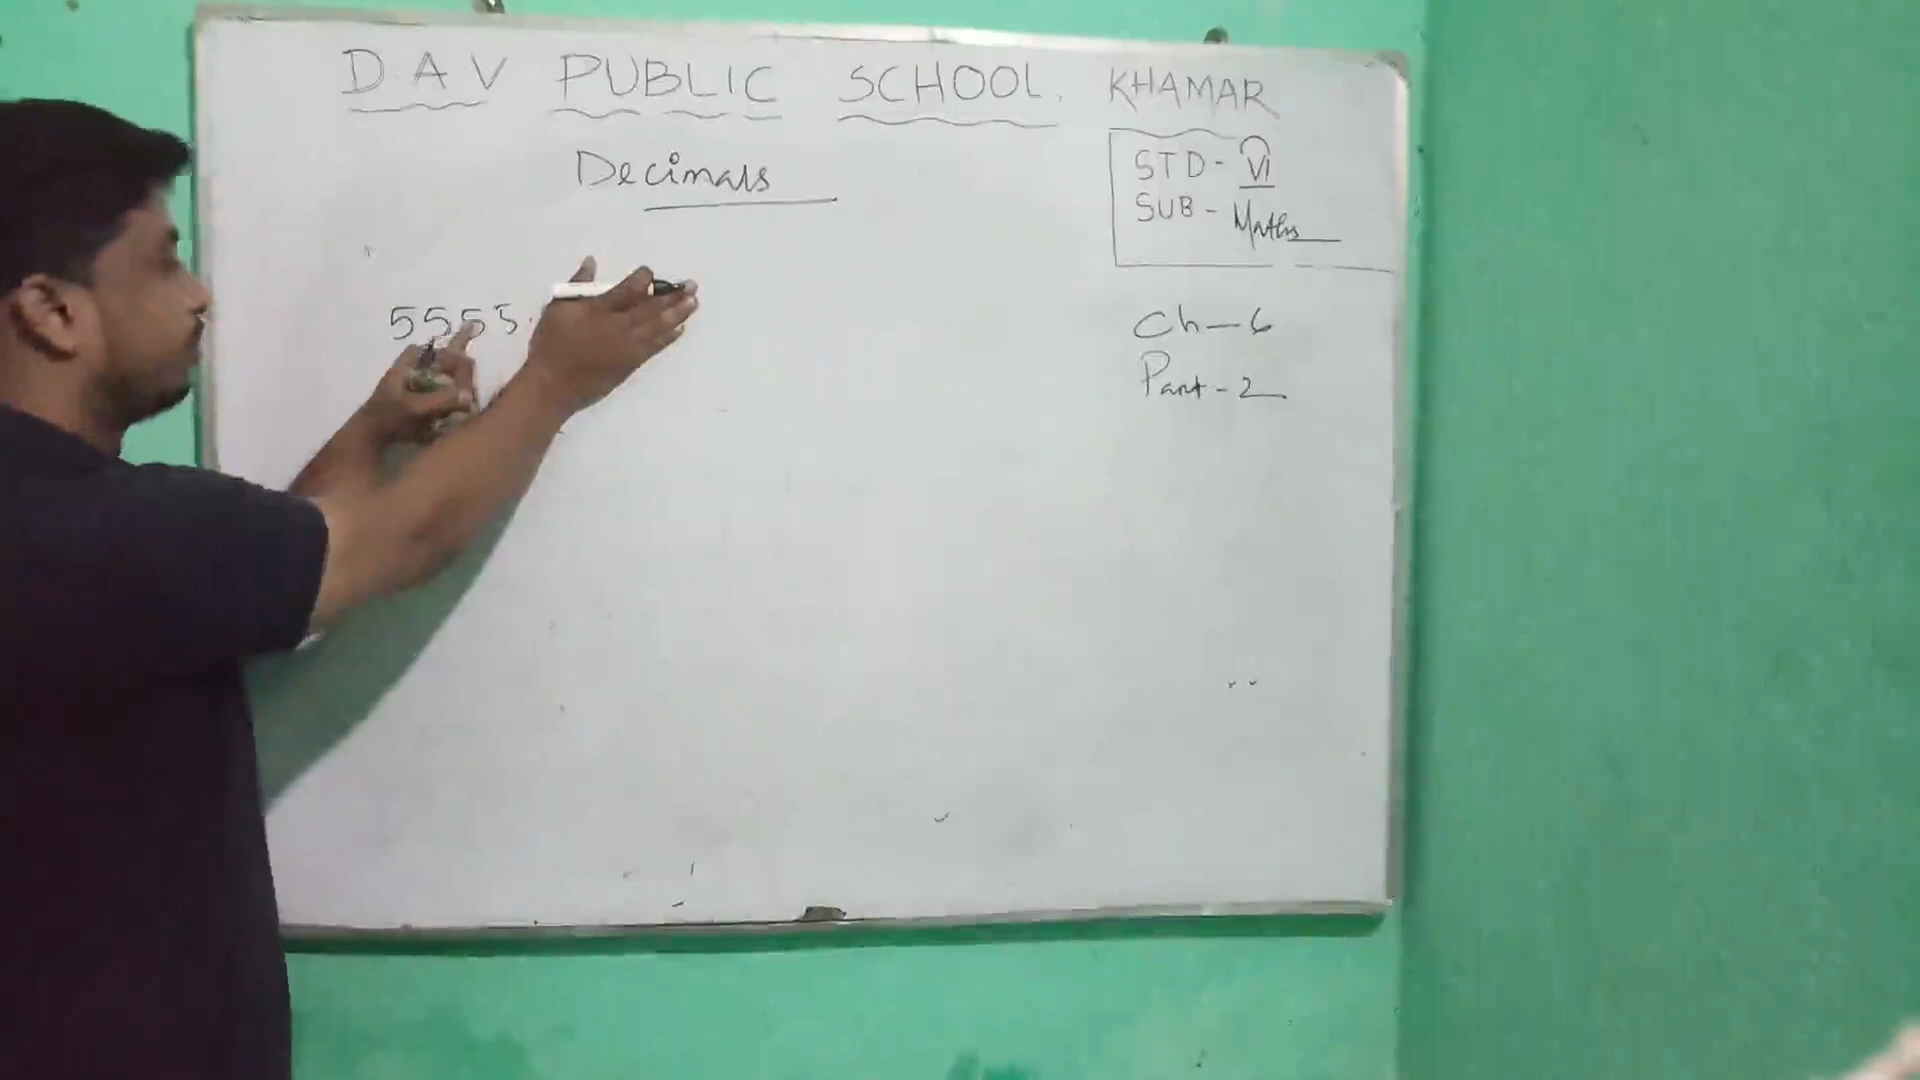 DAV PUBLIC SCHOOL. KHAMAR
Decimals
STD - VI
SUB - Maths
5555.
Ch - 6
Part - 2